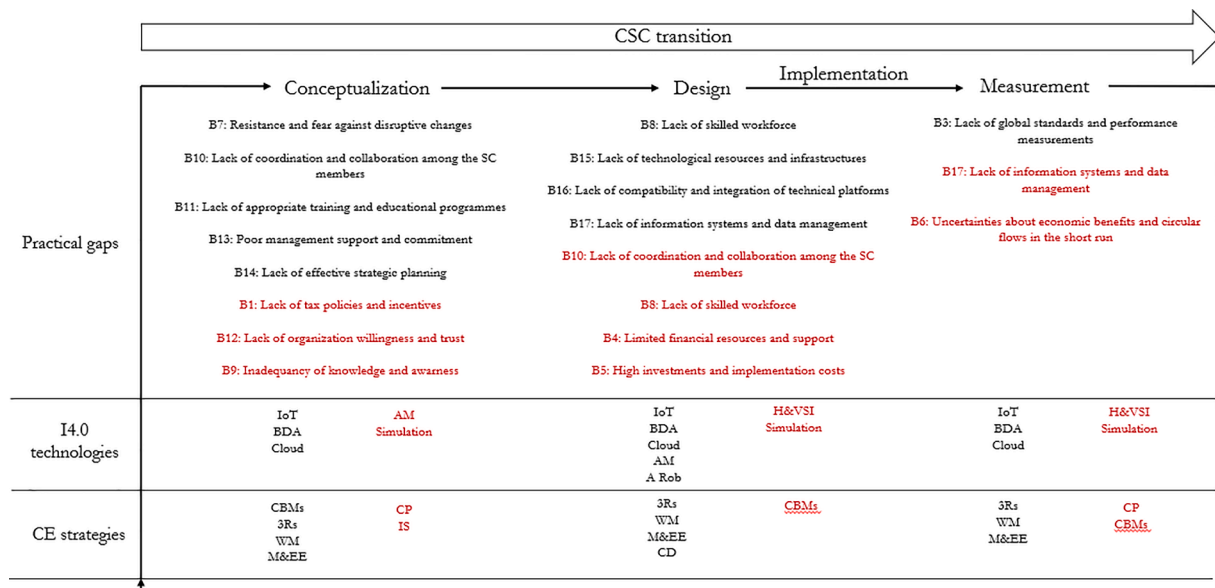 CSC transition
Conceptualization
Design
Implementation
Measurement
Practical gaps
B7: Resistance and fear against disruptive changes
B10: Lack of coordination and collaboration among the SC
members
B11: Lack of appropriate training and educational programmes
B13: Poor management support and commitment
B14: Lack of effective strategic planning
B1: Lack of tax policies and incentives
B12: Lack of organization willingness and trust
B9: Inadequancy of knowledge and awarness
B8: Lack of skilled workforce
B15: Lack of technological resources and infrastructures
B16: Lack of compatibility and integration of technical platforms
B17: Lack of information systems and data management
B10: Lack of coordination and collaboration among the SC
members
B8: Lack of skilled workforce
B4: Limited financial resources and support
B5: High investments and implementation costs
B3: Lack of global standards and performance
measurements
B17: Lack of information systems and data
management
B6: Uncertainties about economic benefits and circular
flows in the short run
I4.0
technologies
IoT
BDA
Cloud
AM
Simulation
IoT
BDA
Cloud
AM
A Rob
H&VSI
Simulation
IoT
BDA
Cloud
H&VSI
Simulation
CE strategies
CBMs
3Rs
WM
M&EE
CP
IS
3Rs
WM
M&EE
CD
CBMs
3Rs
WM
M&EE
CP
CBMs